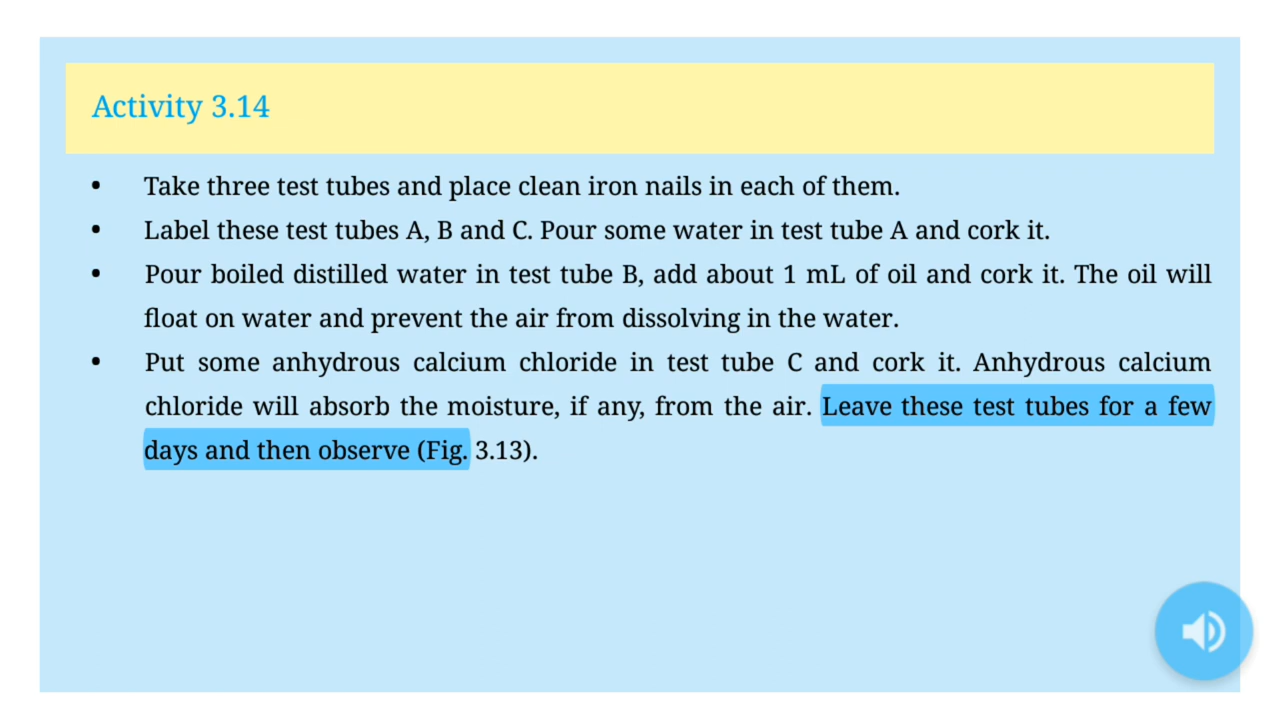 Activity 3.14
• Take three test tubes and place clean iron nails in each of them.
• Label these test tubes A, B and C. Pour some water in test tube A and cork it.
• Pour boiled distilled water in test tube B, add about 1 mL of oil and cork it. The oil will
float on water and prevent the air from dissolving in the water.
• Put some anhydrous calcium chloride in test tube C and cork it. Anhydrous calcium
chloride will absorb the moisture, if any, from the air. Leave these test tubes for a few
days and then observe (Fig. 3.13).